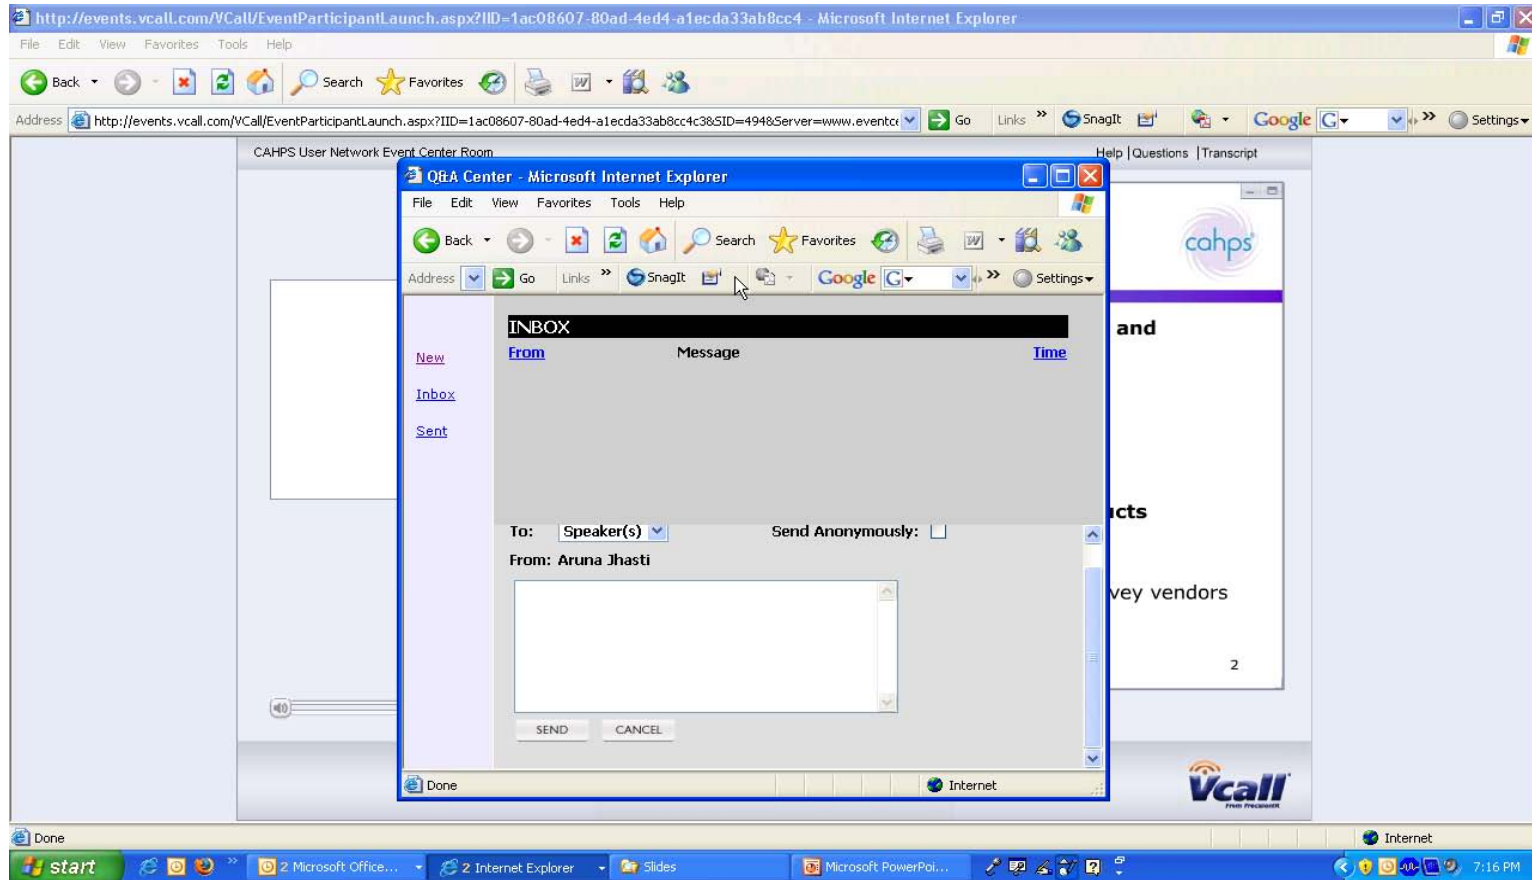 http://events.vcall.com/VCall/EventParticipantLaunch.aspx?IID=1ac08607-80ad-4ed4-a1ecda33ab8cc4 - Microsoft Internet Explorer
File Edit View Favorites Tools Help
Back Search Favorites
Address http://events.vcall.com/VCall/EventParticipantLaunch.aspx?IID=1ac08607-80ad-4ed4-a1ecda33ab8cc4c3&SID=494&Server=www.eventce Go Links » SnagIt Google G Settings
CAHPS User Network Event Center Room
Help | Questions | Transcript
Q&A Center - Microsoft Internet Explorer
File Edit View Favorites Tools Help
Back Search Favorites
Address Go Links » SnagIt Google G » Settings
cahps
INBOX
From Message Time
New
Inbox
Sent
and
ucts
vey vendors
2
To: Speaker(s) Send Anonymously:
From: Aruna Jhasti
SEND CANCEL
Done Internet
Vcall
Done Internet
start » 2 Microsoft Office... 2 Internet Explorer Slides Microsoft PowerPoi... 7:16 PM